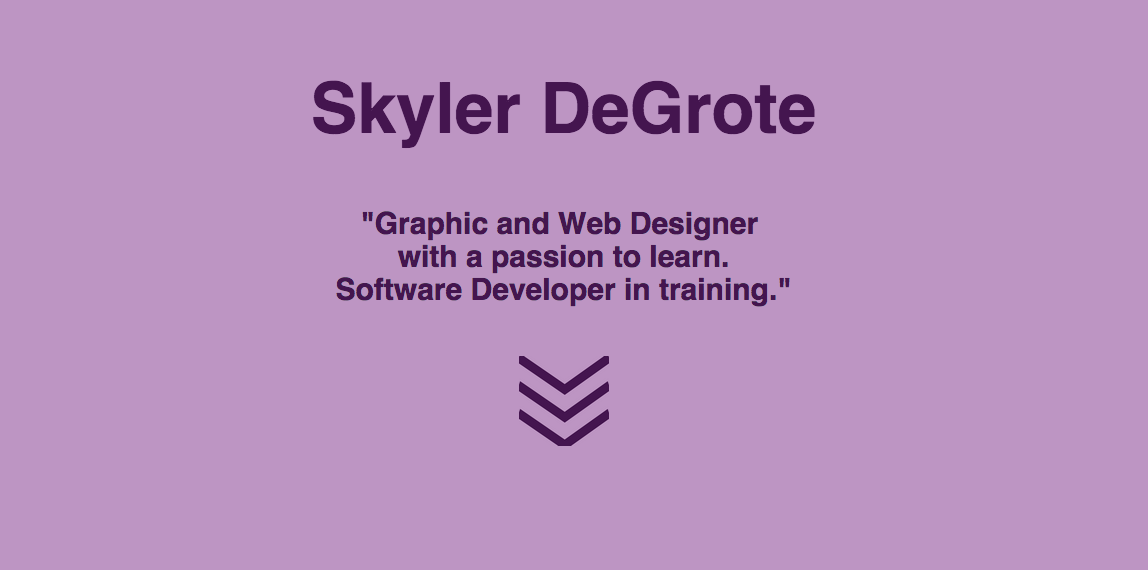 Skyler DeGrote
"Graphic and Web Designer
with a passion to learn.
Software Developer in training."